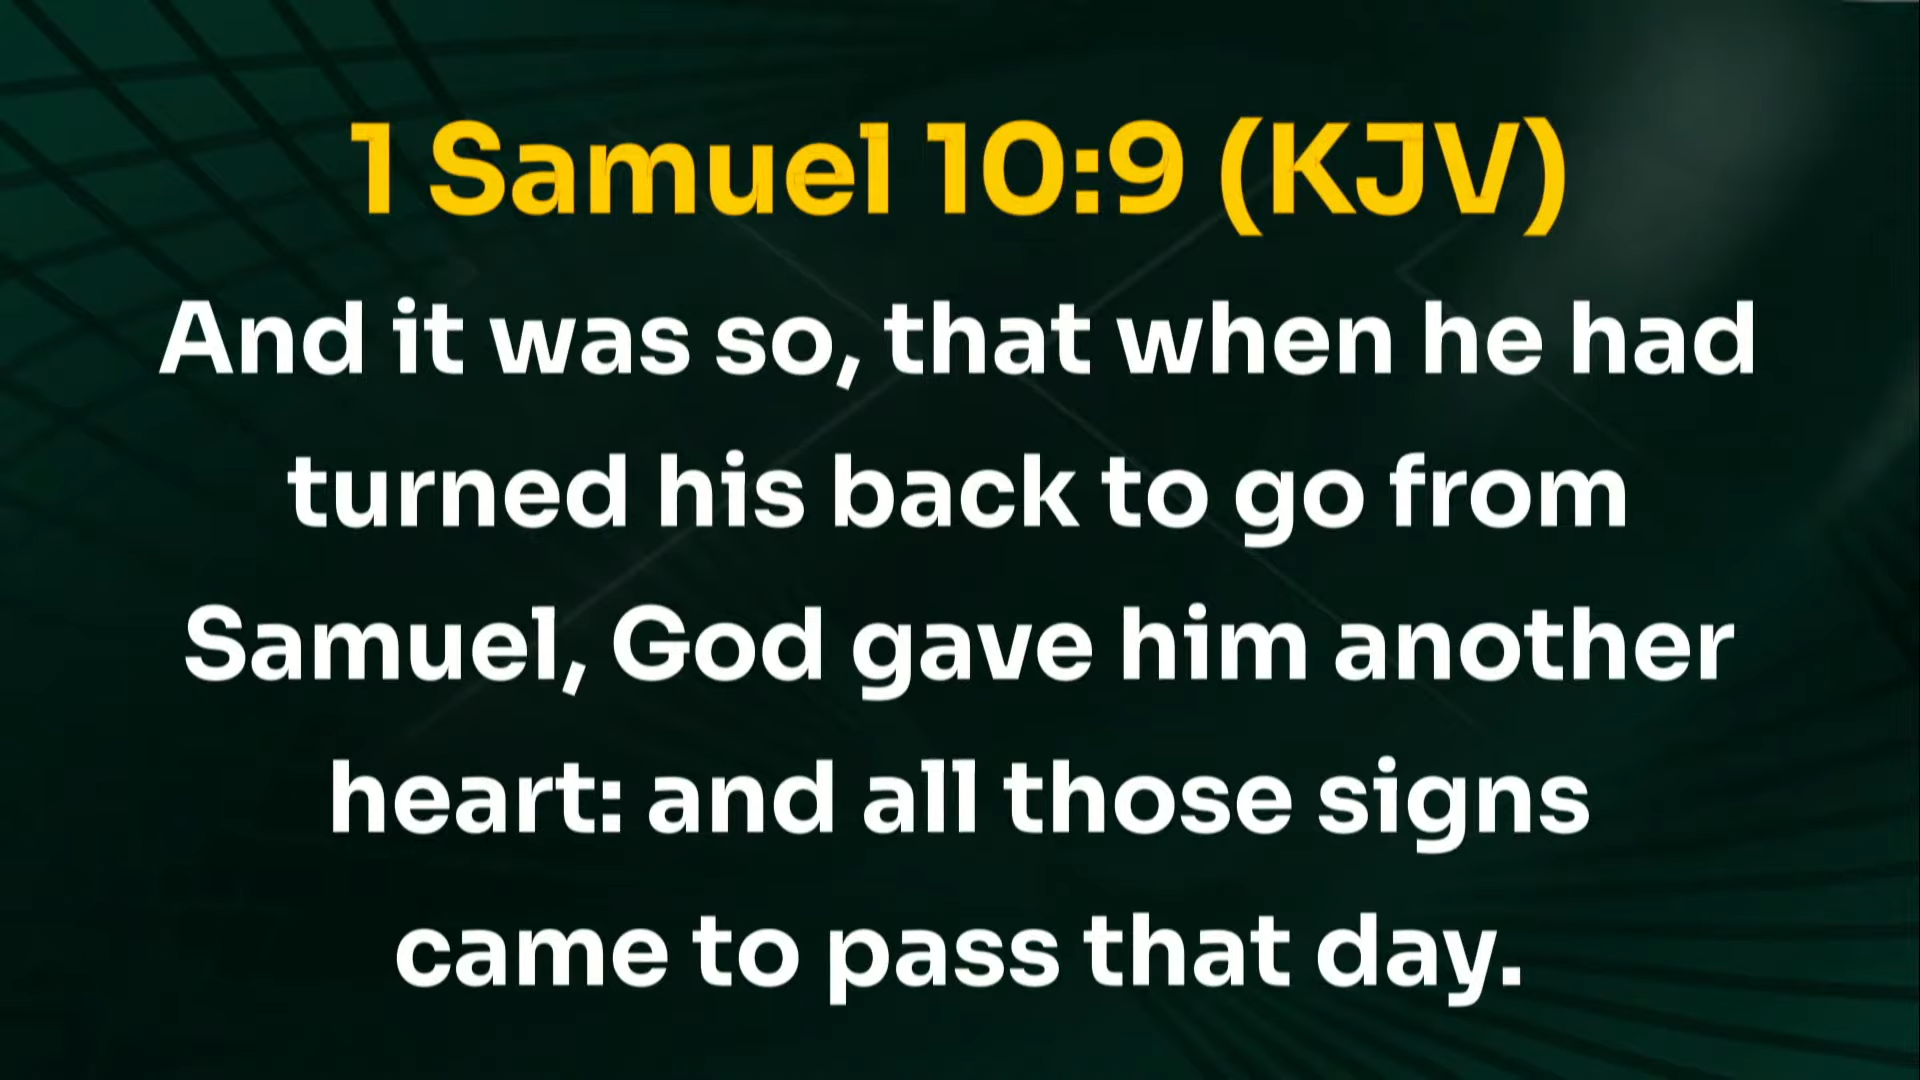 1 Samuel 10:9 (KJV)
And it was so, that when he had
turned his back to go from
Samuel, God gave him another
heart: and all those signs
came to pass that day.